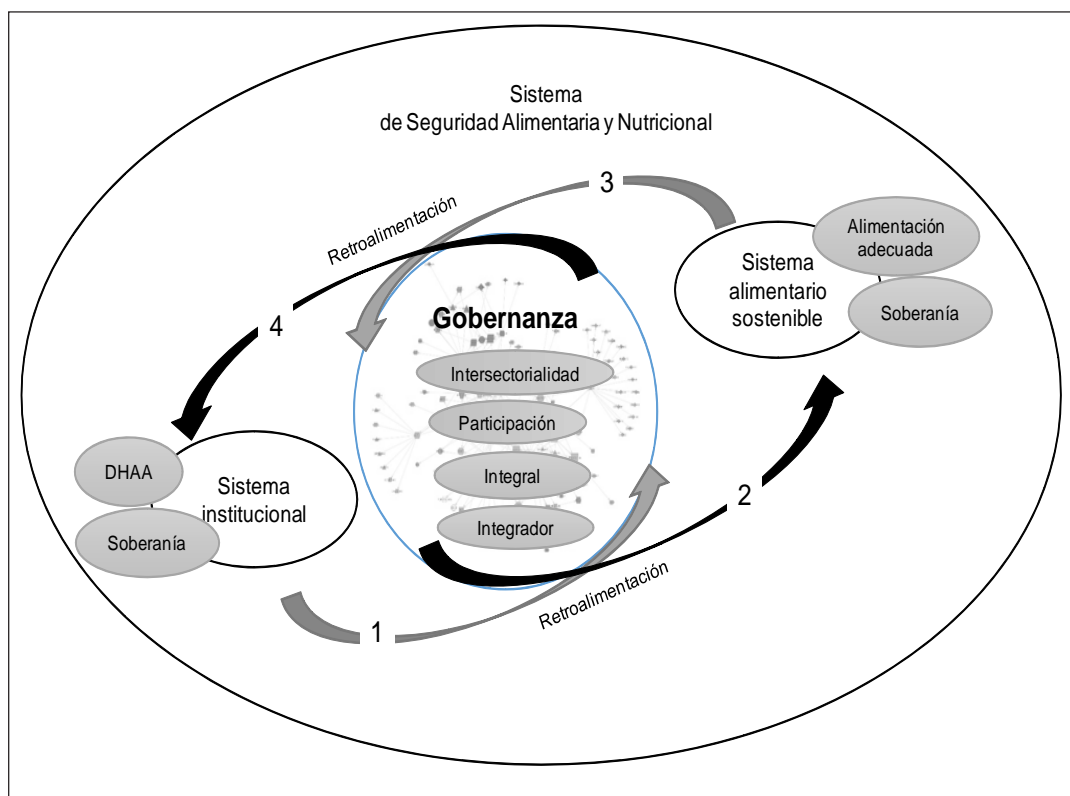 Sistema
de Seguridad Alimentaria y Nutricional
3
Retroalimentación
Alimentación
adecuada
Sistema
alimentario
sostenible
Soberanía
4
Gobernanza
Intersectorialidad
Participación
Integral
Integrador
DHAA
Sistema
institucional
Soberanía
2
Retroalimentación
1